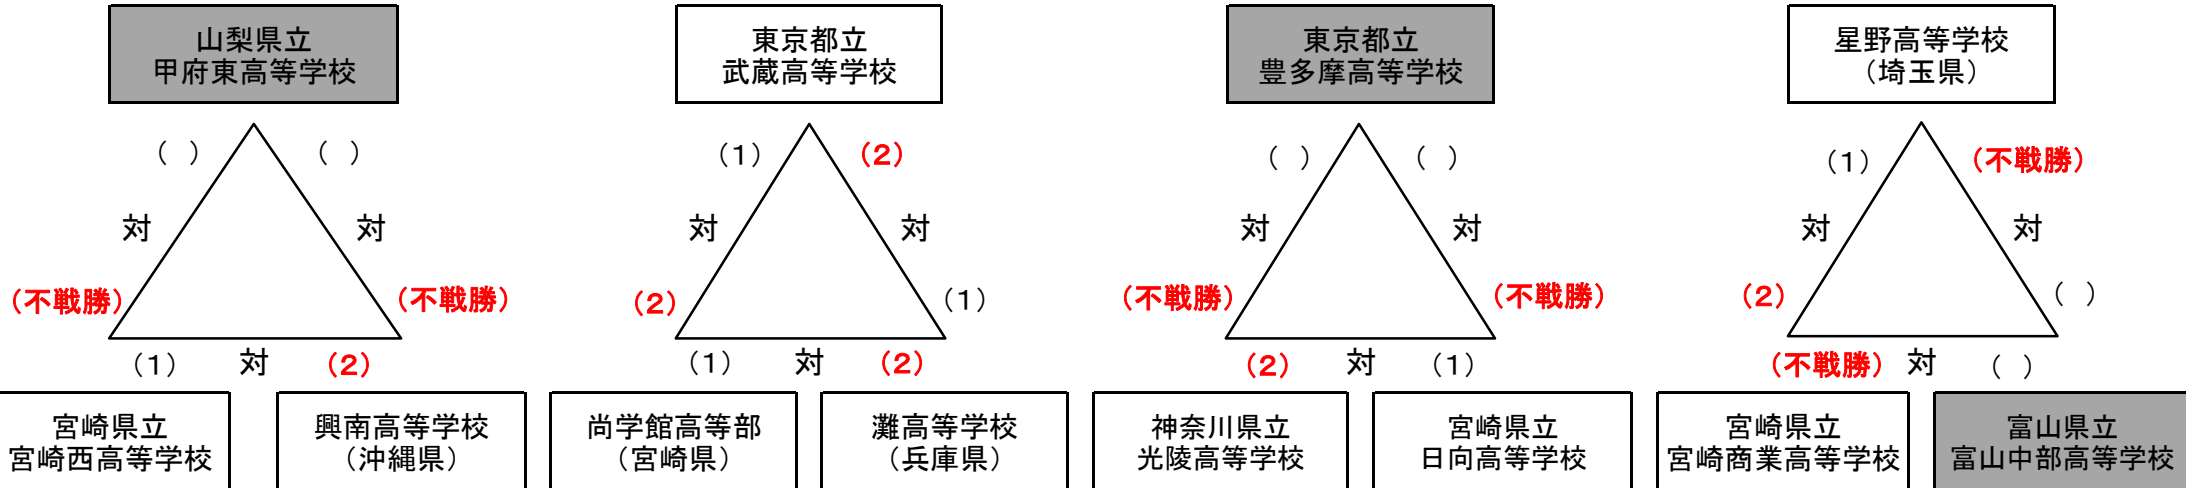 山梨県立
甲府東高等学校
( )
( )
対
対
(不戦勝)
(不戦勝)
(1)
対
(2)
宮崎県立
宮崎西高等学校
興南高等学校
(沖縄県)
東京都立
武蔵高等学校
(1)
(2)
対
対
(2)
(1)
(1)
対
(2)
尚学館高等部
(宮崎県)
灘高等学校
(兵庫県)
東京都立
豊多摩高等学校
( )
( )
対
対
(不戦勝)
(不戦勝)
(2)
対
(1)
神奈川県立
光陵高等学校
宮崎県立
日向高等学校
星野高等学校
(埼玉県)
(1)
(不戦勝)
対
対
(2)
( )
(不戦勝)
対
( )
宮崎県立
宮崎商業高等学校
富山県立
富山中部高等学校